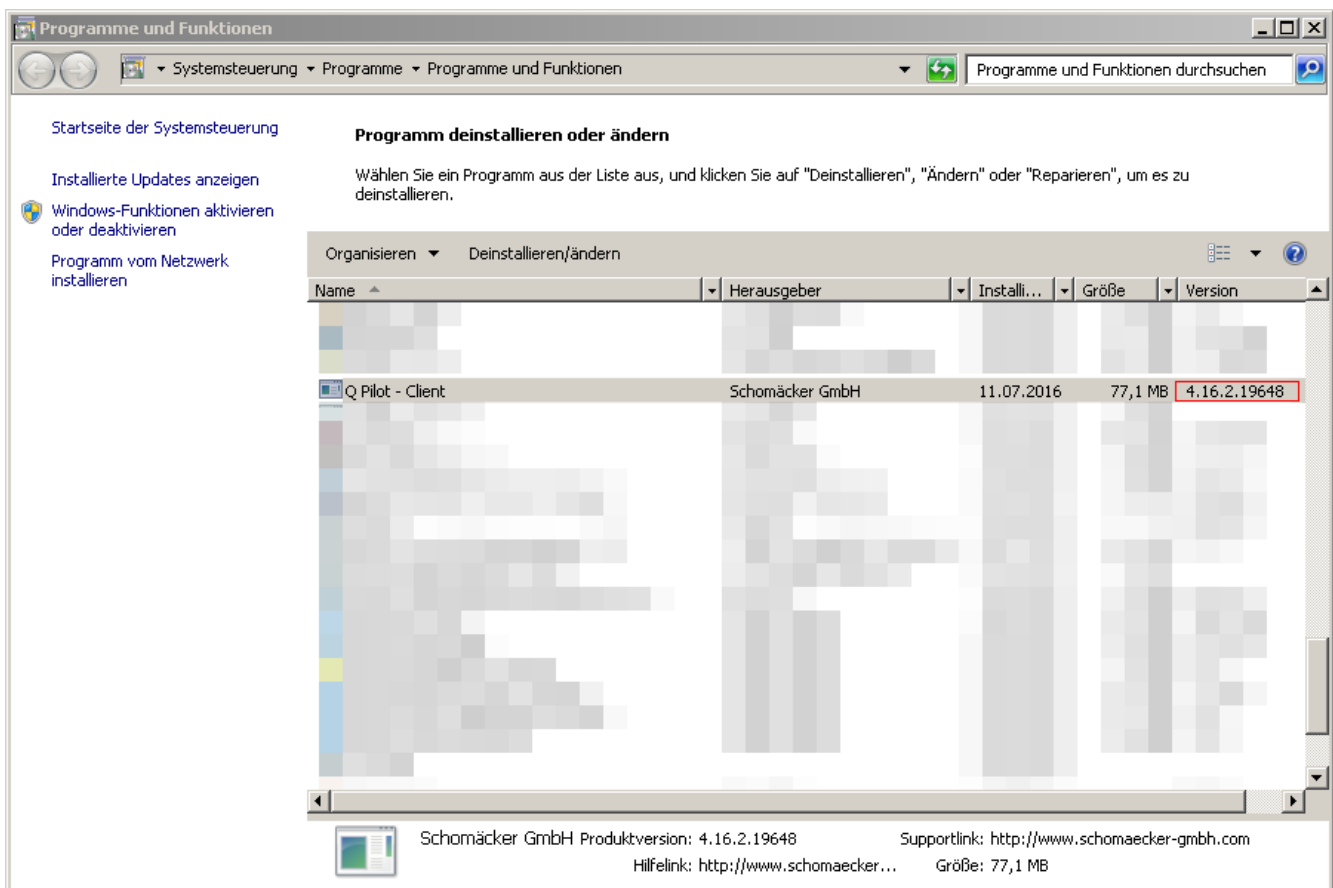 Programme und Funktionen
Systemsteuerung Programme Programme und Funktionen Programme und Funktionen durchsuchen
Startseite der Systemsteuerung
Installierte Updates anzeigen
Windows-Funktionen aktivieren
oder deaktivieren
Programm vom Netzwerk
installieren
Programm deinstallieren oder ändern
Wählen Sie ein Programm aus der Liste aus, und klicken Sie auf "Deinstallieren", "Ändern" oder "Reparieren", um es zu
deinstallieren.
Organisieren Deinstallieren/ändern
Name Herausgeber Installi... Größe Version
Q Pilot - Client Schomäcker GmbH 11.07.2016 77,1 MB 4.16.2.19648
Schomäcker GmbH Produktversion: 4.16.2.19648 Supportlink: http://www.schomaecker-gmbh.com
Hilfelink: http://www.schomaecker... Größe: 77,1 MB